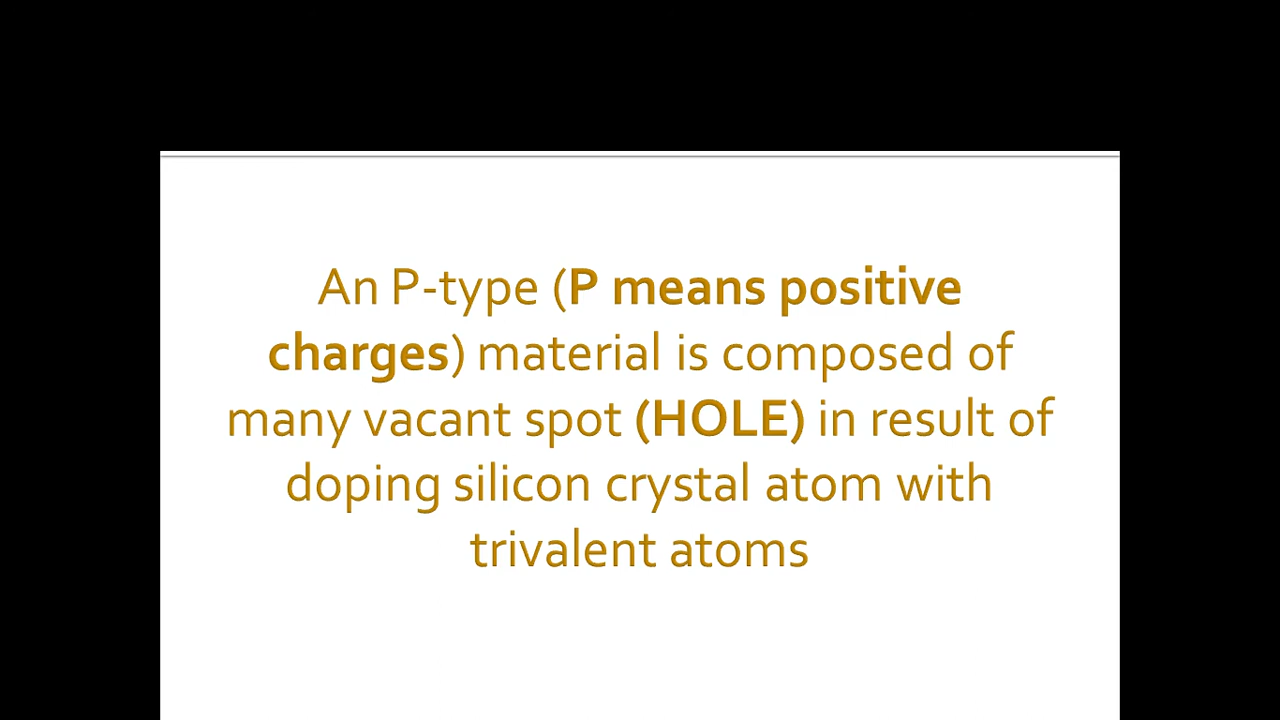 An P-type (P means positive
charges) material is composed of
many vacant spot (HOLE) in result of
doping silicon crystal atom with
trivalent atoms